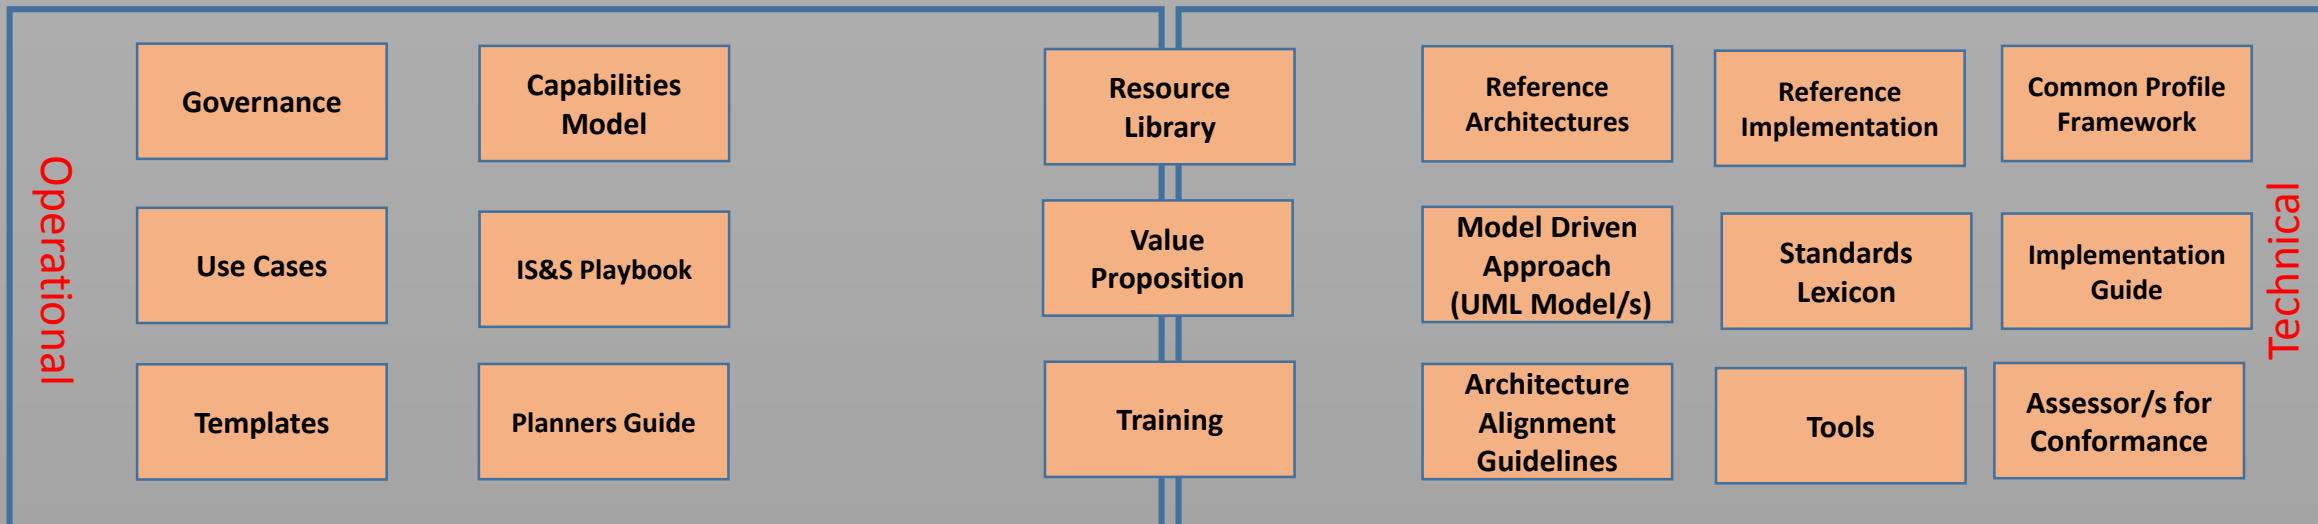 Operational
Governance
Capabilities
Model
Use Cases
IS&S Playbook
Templates
Planners Guide
Resource
Library
Value
Proposition
Training
Reference
Architectures
Reference
Implementation
Common Profile
Framework
Model Driven
Approach
(UML Model/s)
Standards
Lexicon
Implementation
Guide
Architecture
Alignment
Guidelines
Tools
Assessor/s for
Conformance
Technical